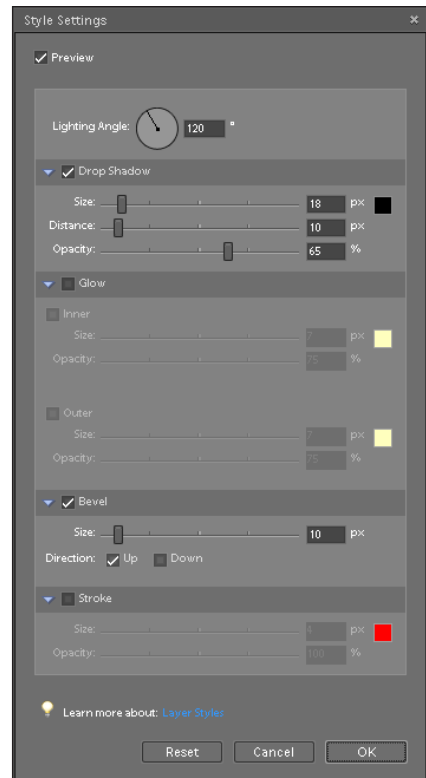 Style Settings
Preview
Lighting Angle: 120 °
Drop Shadow
Size: 18 px
Distance: 10 px
Opacity: 65 %
Glow
Inner
Size: 7 px
Opacity: 75 %
Outer
Size: 7 px
Opacity: 75 %
Bevel
Size: 10 px
Direction: Up Down
Stroke
Size: 4 px
Opacity: 100 %
Learn more about: Layer Styles
Reset Cancel OK